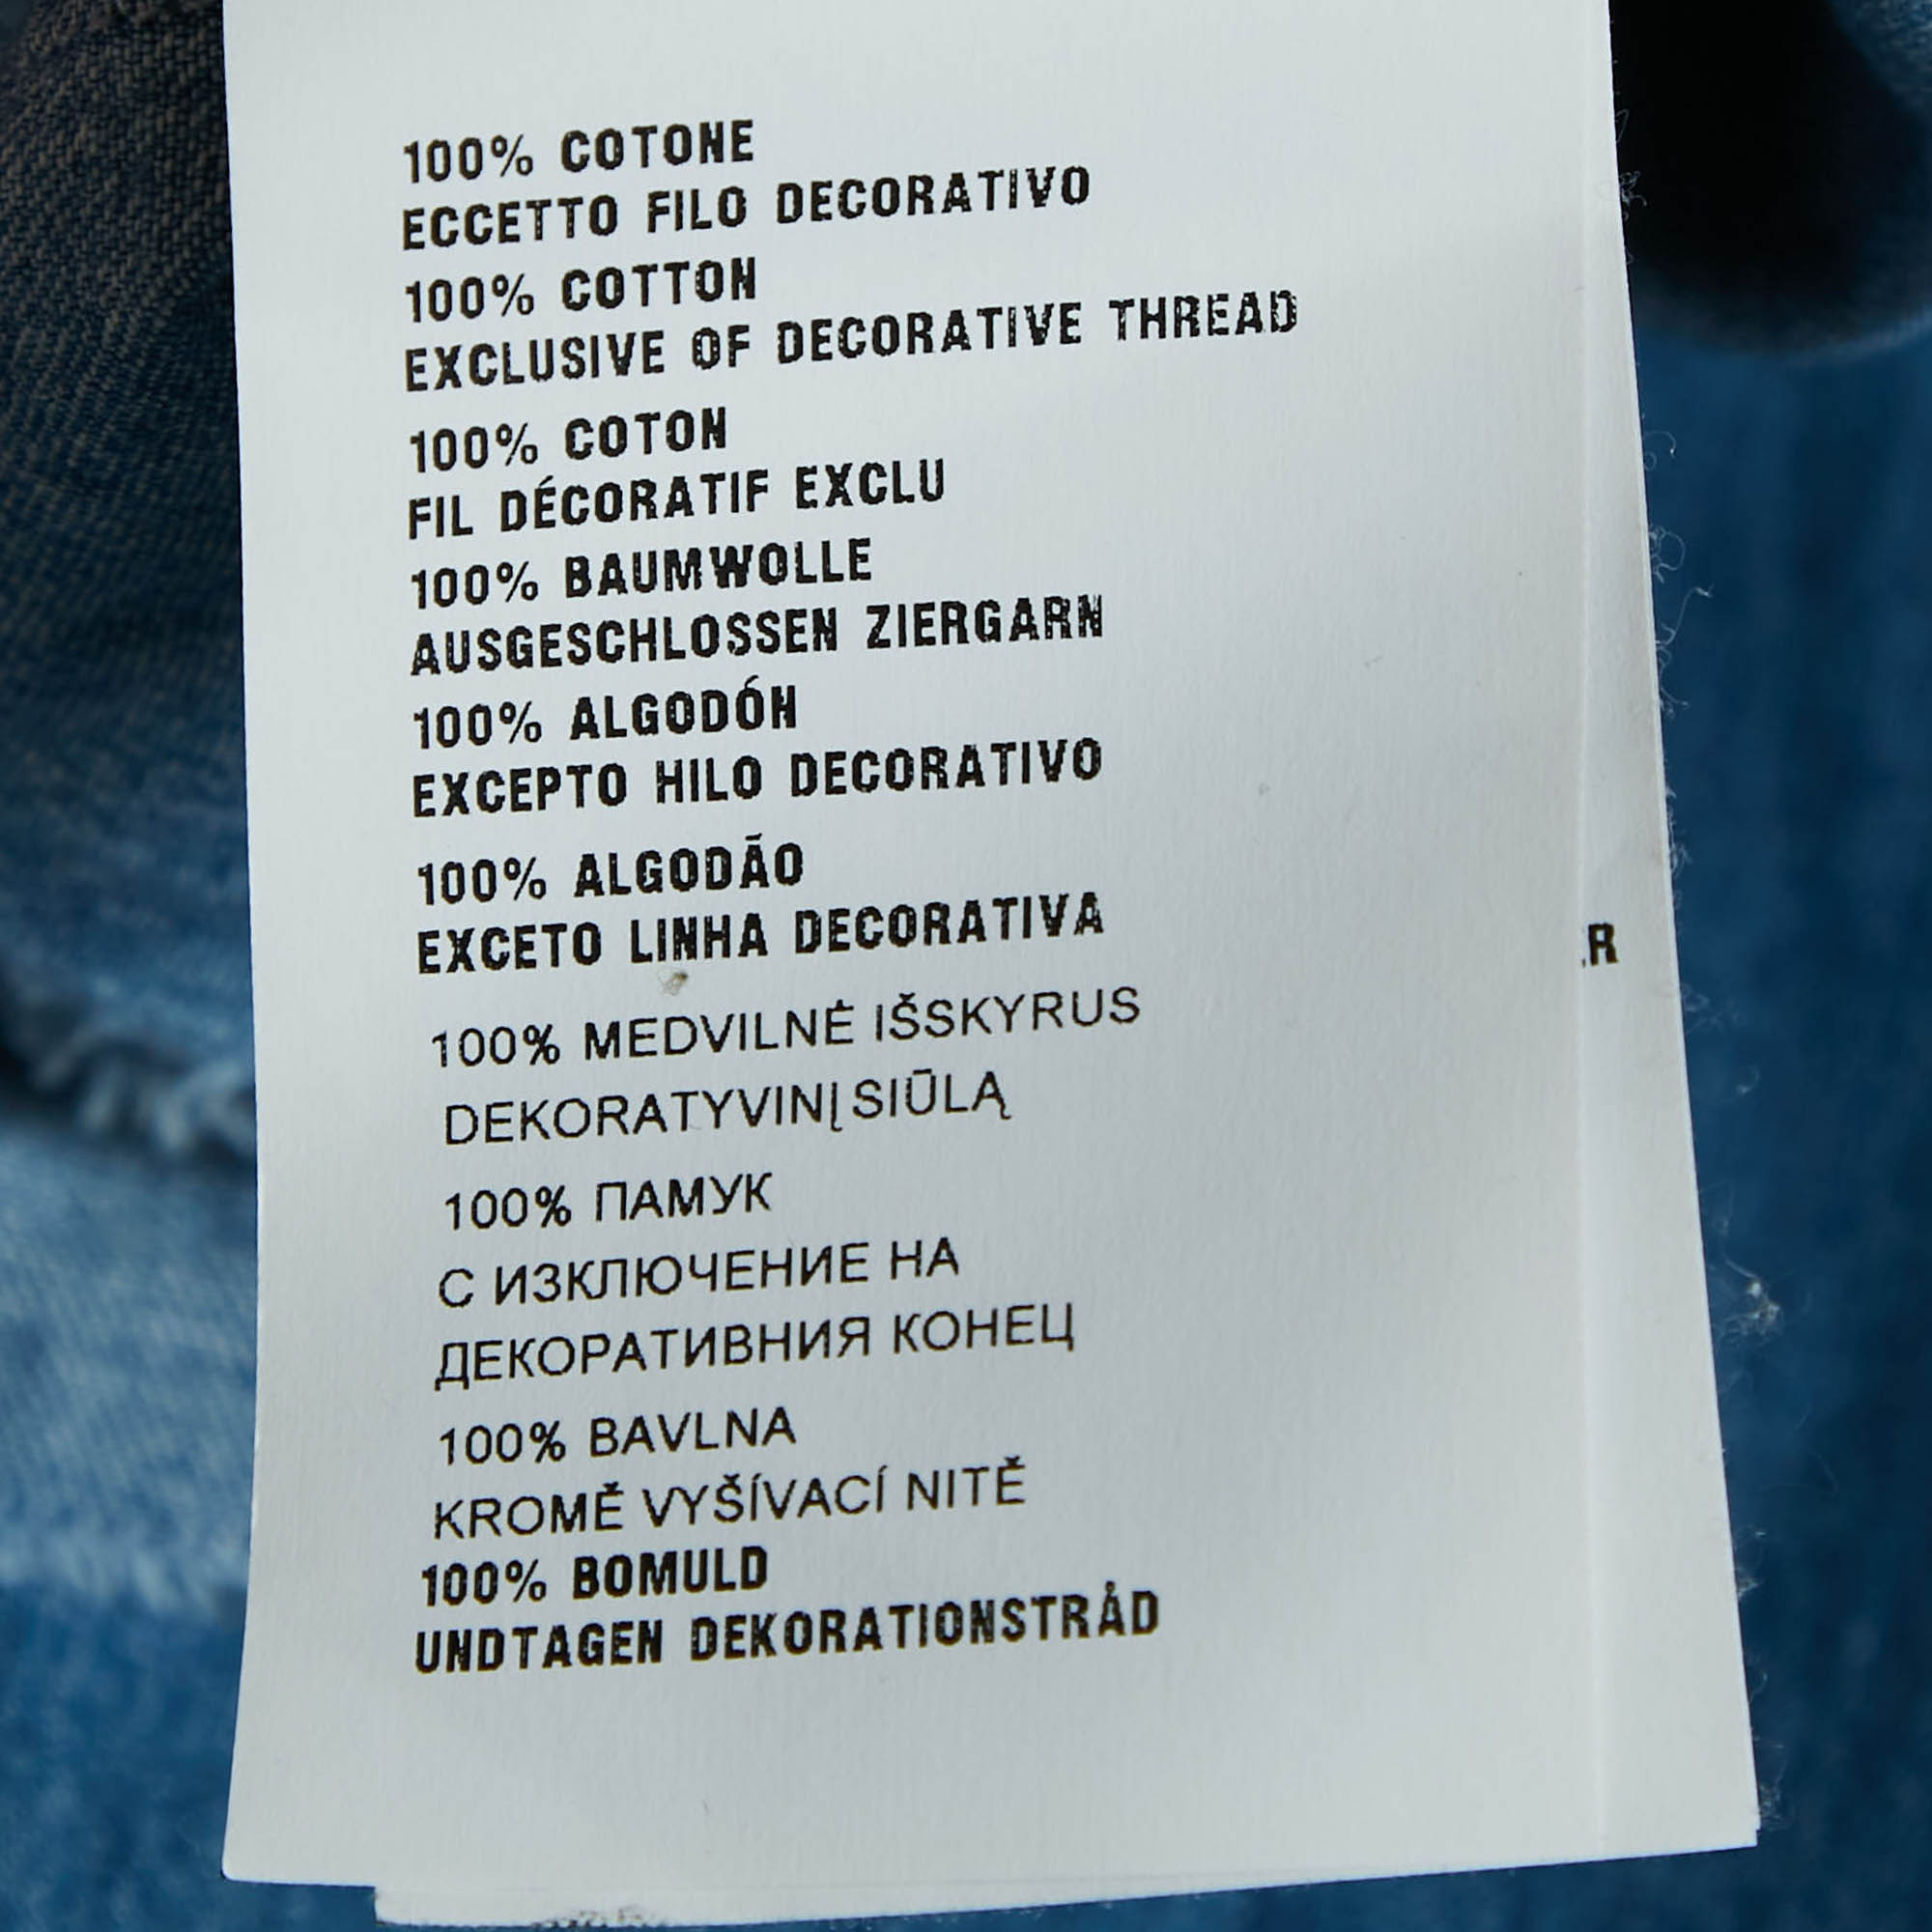 100% COTONE
ECCETTO FILO DECORATIVO
100% COTTON
EXCLUSIVE OF DECORATIVE THREAD
100% COTON
FIL DÉCORATIF EXCLU
100% BAUMWOLLE
AUSGESCHLOSSEN ZIERGARN
100% ALGODÓN
EXCEPTO HILO DECORATIVO
100% ALGODÃO
EXCETO LINHA DECORATIVA
R
100% MEDVILNĖ IŠSKYRUS
DEKORATYVINĮ SIŪLĄ
100% ПАМУК
С ИЗКЛЮЧЕНИЕ НА
ДЕКОРАТИВНИЯ КОНЕЦ
100% BAVLNA
KROMĚ VYŠÍVACÍ NITĚ
100% BOMULD
UNDTAGEN DEKORATIONSTRÅD